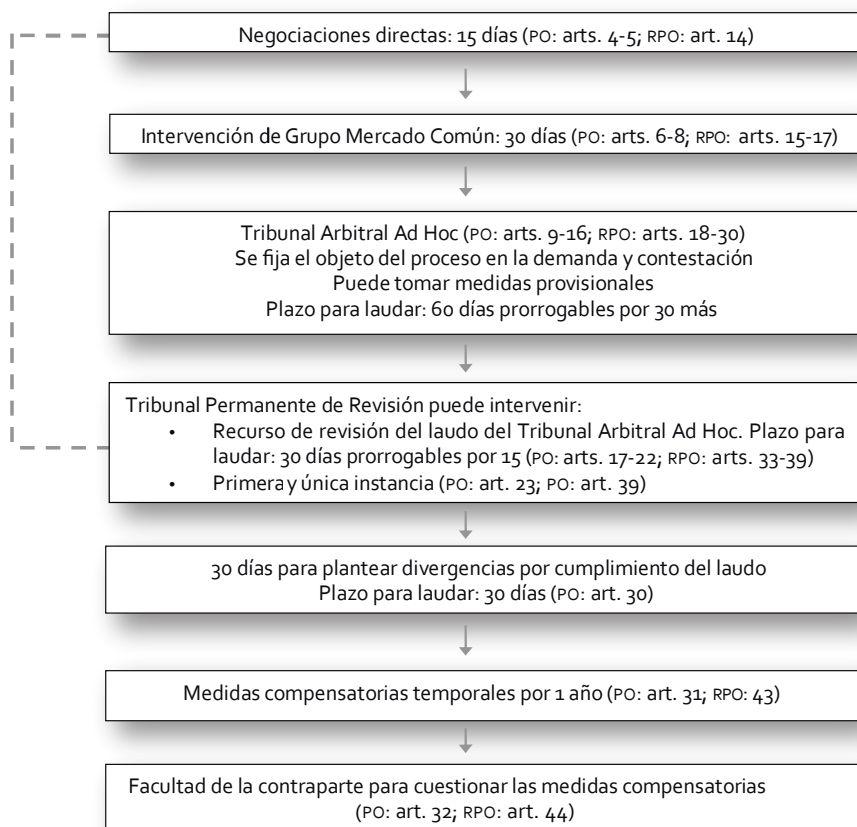 Negociaciones directas: 15 días (PO: arts. 4-5; RPO: art. 14)
Intervención de Grupo Mercado Común: 30 días (PO: arts. 6-8; RPO: arts. 15-17)
Tribunal Arbitral Ad Hoc (PO: arts. 9-16; RPO: arts. 18-30)
Se fija el objeto del proceso en la demanda y contestación
Puede tomar medidas provisionales
Plazo para laudar: 60 días prorrogables por 30 más
Tribunal Permanente de Revisión puede intervenir:
• Recurso de revisión del laudo del Tribunal Arbitral Ad Hoc. Plazo para
laudar: 30 días prorrogables por 15 (PO: arts. 17-22; RPO: arts. 33-39)
• Primera y única instancia (PO: art. 23; PO: art. 39)
30 días para plantear divergencias por cumplimiento del laudo
Plazo para laudar: 30 días (PO: art. 30)
Medidas compensatorias temporales por 1 año (PO: art. 31; RPO: 43)
Facultad de la contraparte para cuestionar las medidas compensatorias
(PO: art. 32; RPO: art. 44)